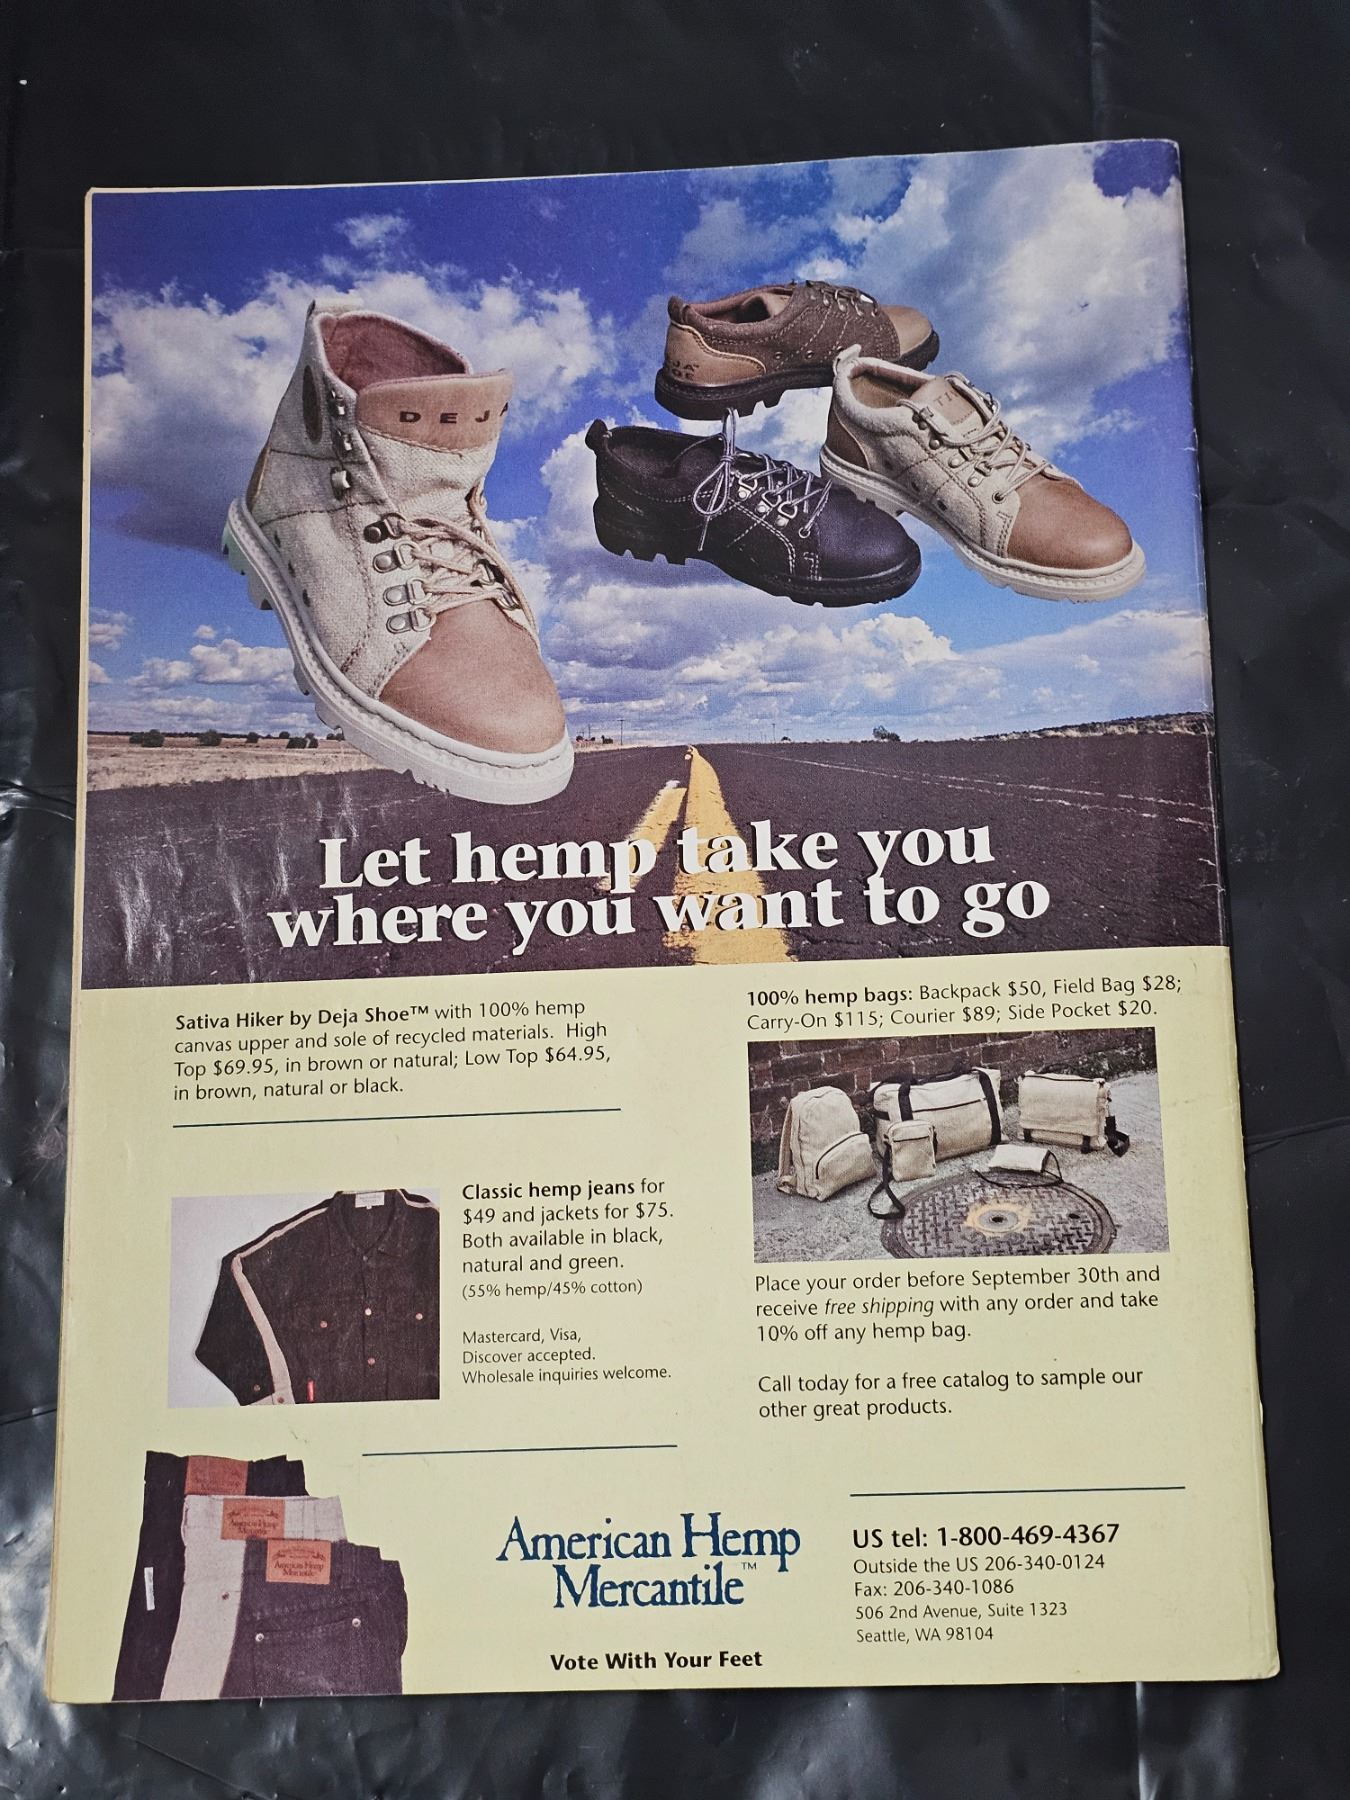 DEJA
Let hemp take you
where you want to go
Sativa Hiker by Deja Shoe™ with 100% hemp
canvas upper and sole of recycled materials. High
Top $69.95, in brown or natural; Low Top $64.95,
in brown, natural or black.
100% hemp bags: Backpack $50, Field Bag $28;
Carry-On $115; Courier $89; Side Pocket $20.
Classic hemp jeans for
$49 and jackets for $75.
Both available in black,
natural and green.
(55% hemp/45% cotton)
Mastercard, Visa,
Discover accepted.
Wholesale inquiries welcome.
Place your order before September 30th and
receive free shipping with any order and take
10% off any hemp bag.
Call today for a free catalog to sample our
other great products.
American Hemp
Mercantile
American Hemp
Mercantile
American Hemp
Mercantile™
Vote With Your Feet
US tel: 1-800-469-4367
Outside the US 206-340-0124
Fax: 206-340-1086
506 2nd Avenue, Suite 1323
Seattle, WA 98104